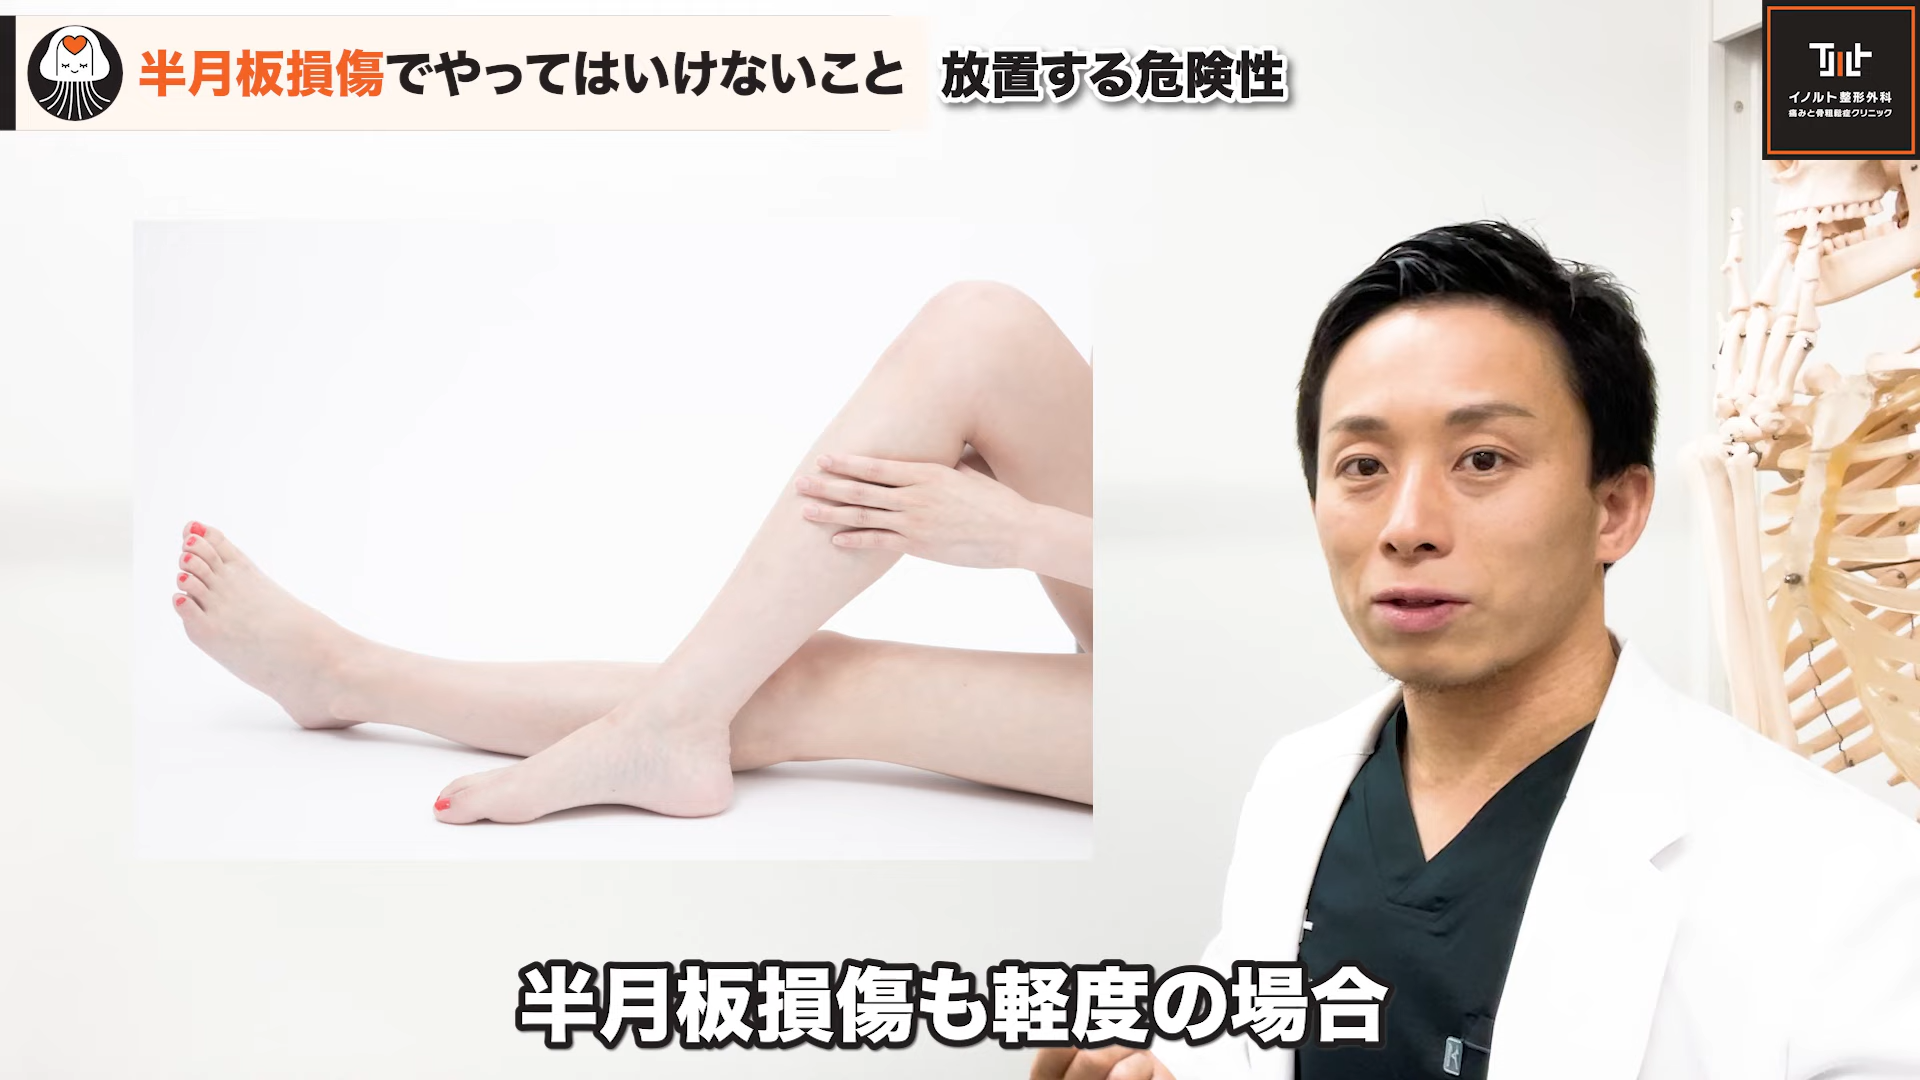 半月板損傷でやってはいけないこと 放置する危険性
イノルト整形外科
痛みと骨粗鬆症クリニック
半月板損傷も軽度の場合